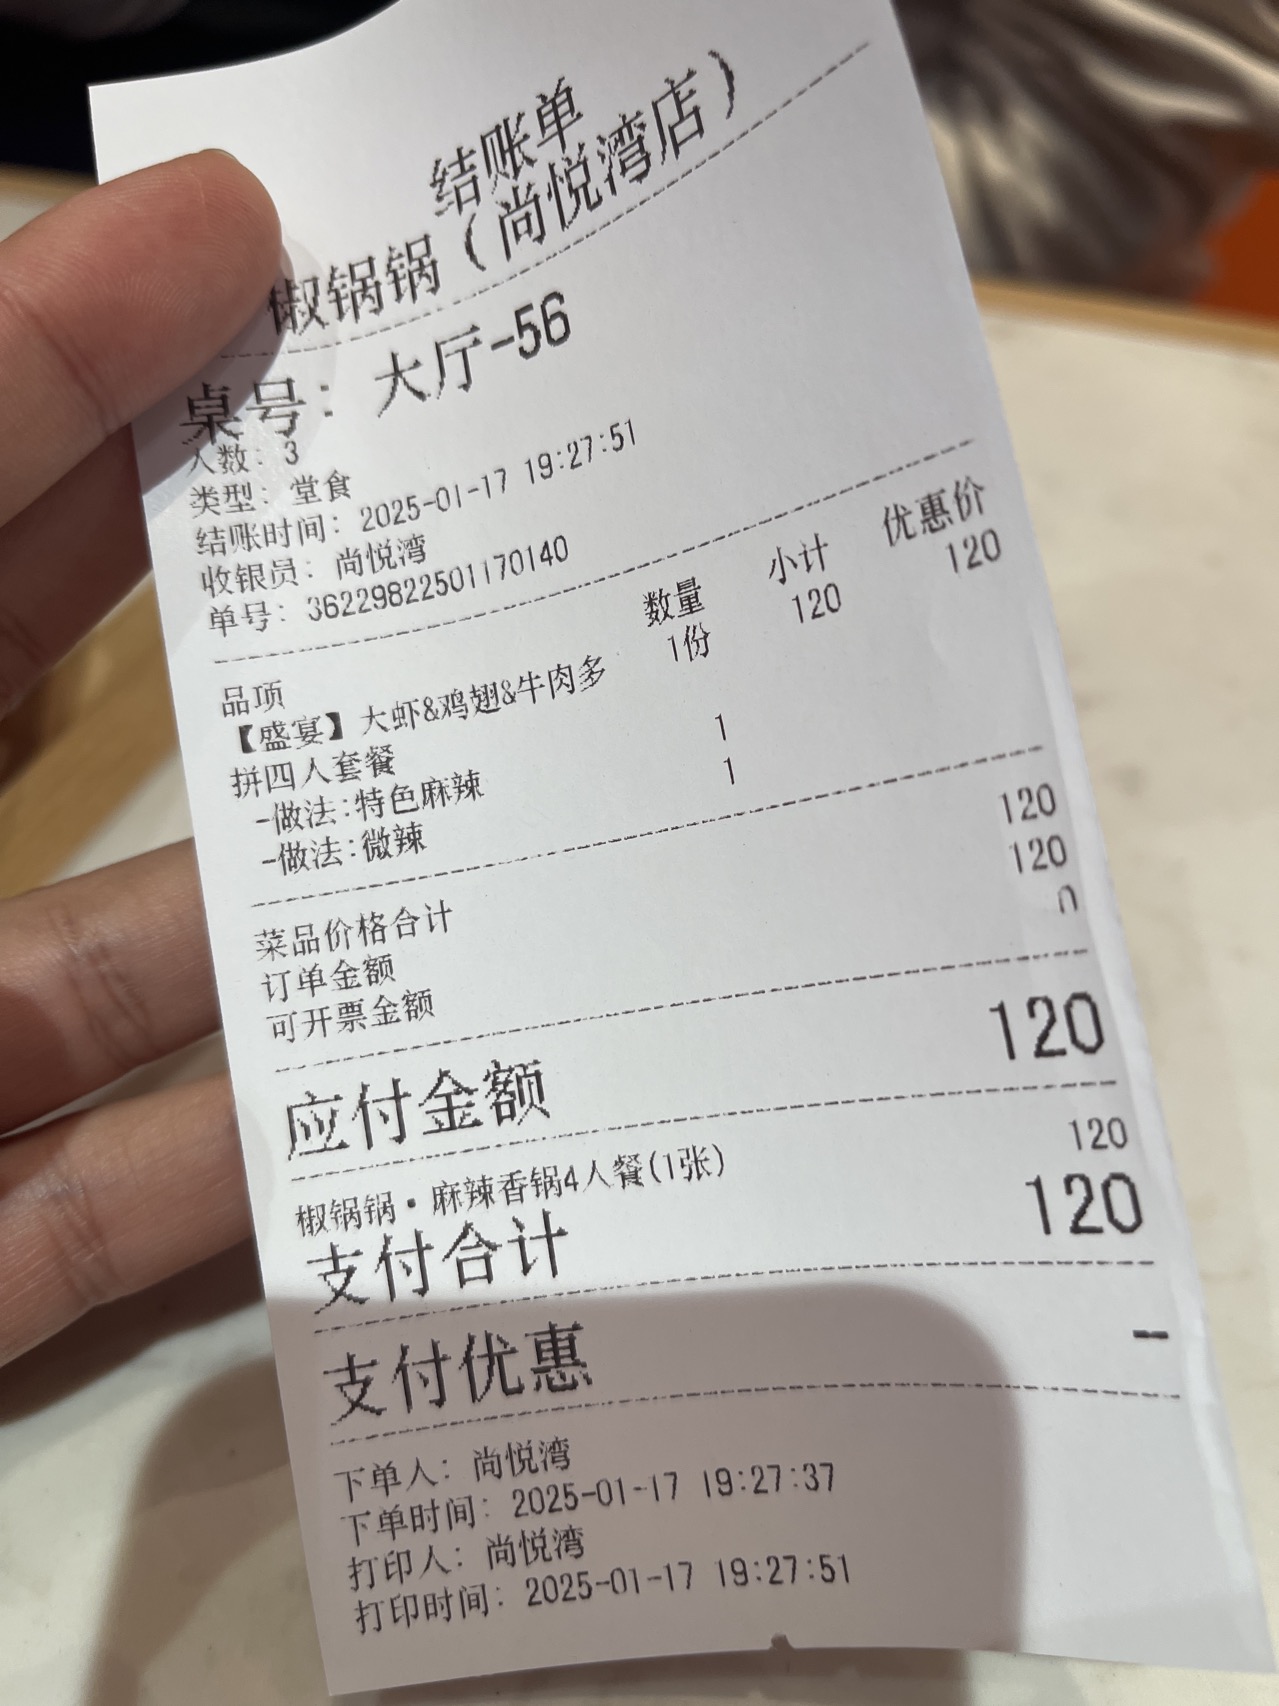 结账单
椒锅锅（尚悦湾店）
桌号：大厅-56
人数：3
类型：堂食
结账时间：2025-01-17 19:27:51
收银员：尚悦湾
单号：36229822501170140
品项 数量 小计 优惠价
【盛宴】大虾&鸡翅&牛肉多 1份 120 120
拼四人套餐
-做法:特色麻辣 1
-做法:微辣 1
菜品价格合计 120
订单金额 120
可开票金额 0
应付金额 120
椒锅锅·麻辣香锅4人餐(1张) 120
支付合计 120
支付优惠 -
下单人：尚悦湾
下单时间：2025-01-17 19:27:37
打印人：尚悦湾
打印时间：2025-01-17 19:27:51